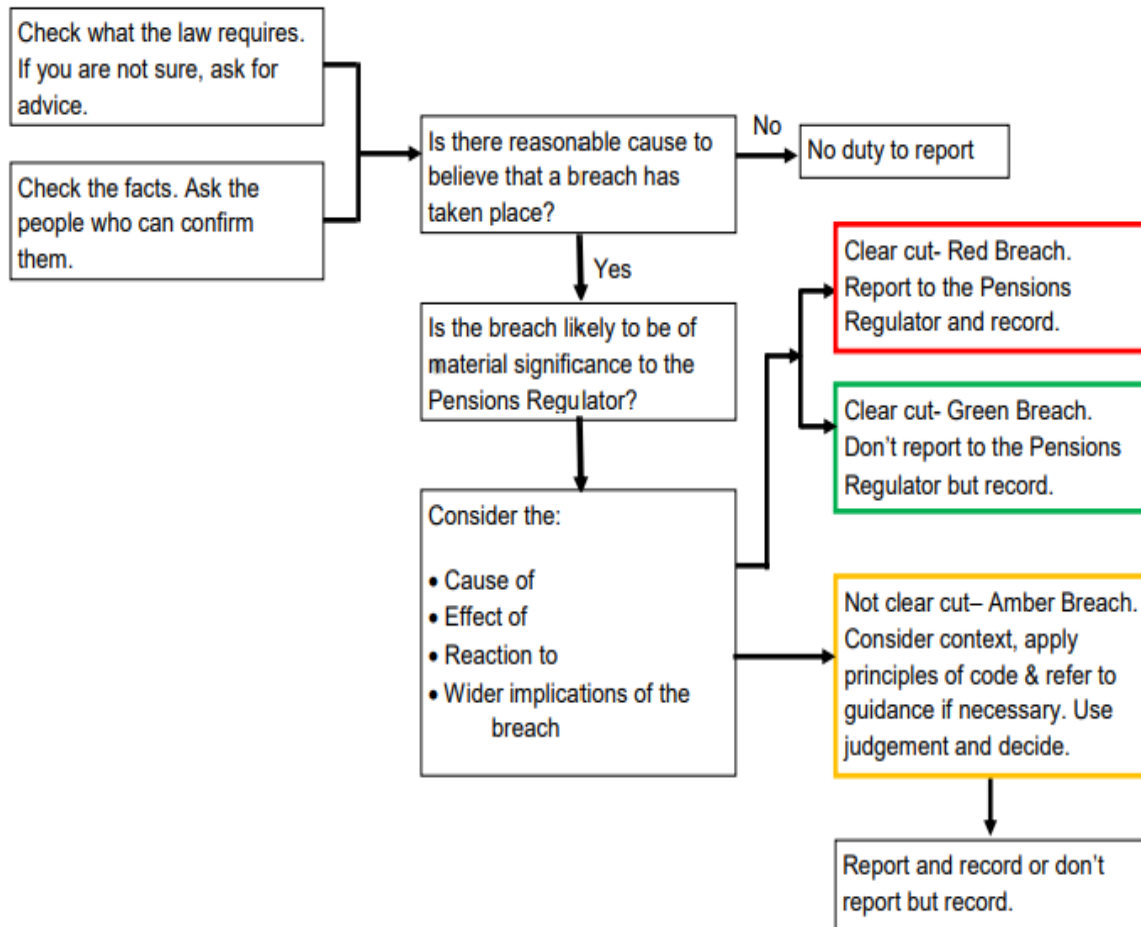 Check what the law requires.
If you are not sure, ask for
advice.
Check the facts. Ask the
people who can confirm
them.
Is there reasonable cause to
believe that a breach has
taken place?
No
No duty to report
Yes
Is the breach likely to be of
material significance to the
Pensions Regulator?
Consider the:
• Cause of
• Effect of
• Reaction to
• Wider implications of the
breach
Clear cut- Red Breach.
Report to the Pensions
Regulator and record.
Clear cut- Green Breach.
Don’t report to the Pensions
Regulator but record.
Not clear cut– Amber Breach.
Consider context, apply
principles of code & refer to
guidance if necessary. Use
judgement and decide.
Report and record or don’t
report but record.